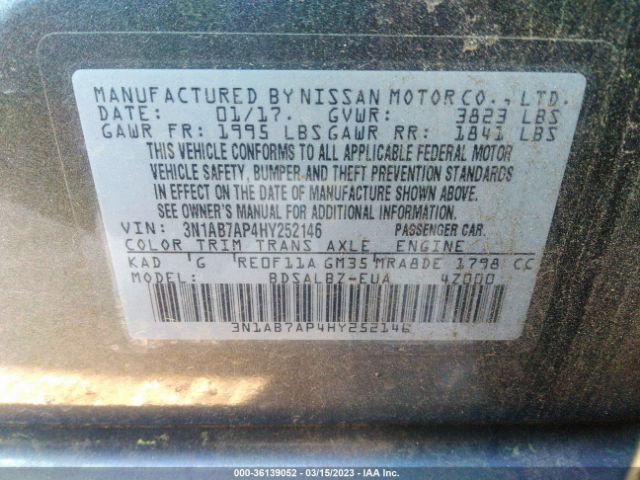 MANUFACTURED BY NISSAN MOTOR CO., LTD.
DATE: 01/17. GVWR: 3823 LBS
GAWR FR: 1995 LBS GAWR RR: 1841 LBS
THIS VEHICLE CONFORMS TO ALL APPLICABLE FEDERAL MOTOR
VEHICLE SAFETY, BUMPER AND THEFT PREVENTION STANDARDS
IN EFFECT ON THE DATE OF MANUFACTURE SHOWN ABOVE.
SEE OWNER'S MANUAL FOR ADDITIONAL INFORMATION.
VIN: 3N1AB7AP4HY252146 PASSENGER CAR.
COLOR TRIM TRANS AXLE ENGINE
KAD G RE0F11A GM35 MRA8DE 1798 CC
BDSALBZ-EUA 4Z000
3N1AB7AP4HY252146
000-36139052 - 03/15/2023 - IAA Inc.